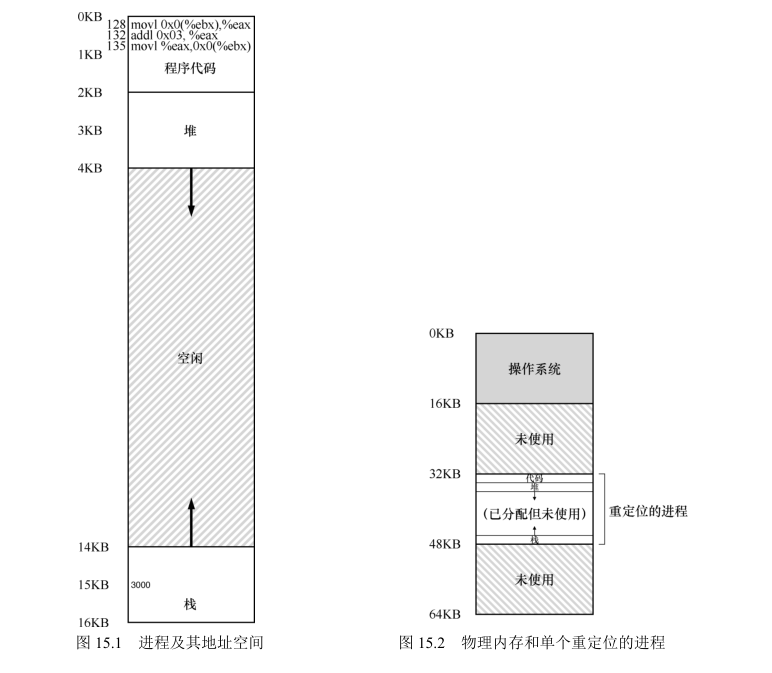 0KB
128 movl 0x0(%ebx),%eax
132 addl 0x03, %eax
135 movl %eax,0x0(%ebx)
1KB
程序代码
2KB
3KB 堆
4KB
空闲
14KB
15KB 3000
栈
16KB
图 15.1 进程及其地址空间
0KB
操作系统
16KB
未使用
32KB
代码
堆
(已分配但未使用)
重定位的进程
栈
48KB
未使用
64KB
图 15.2 物理内存和单个重定位的进程